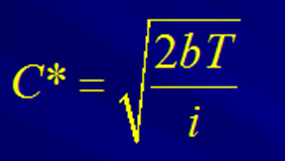 C* = √(2bT / i)